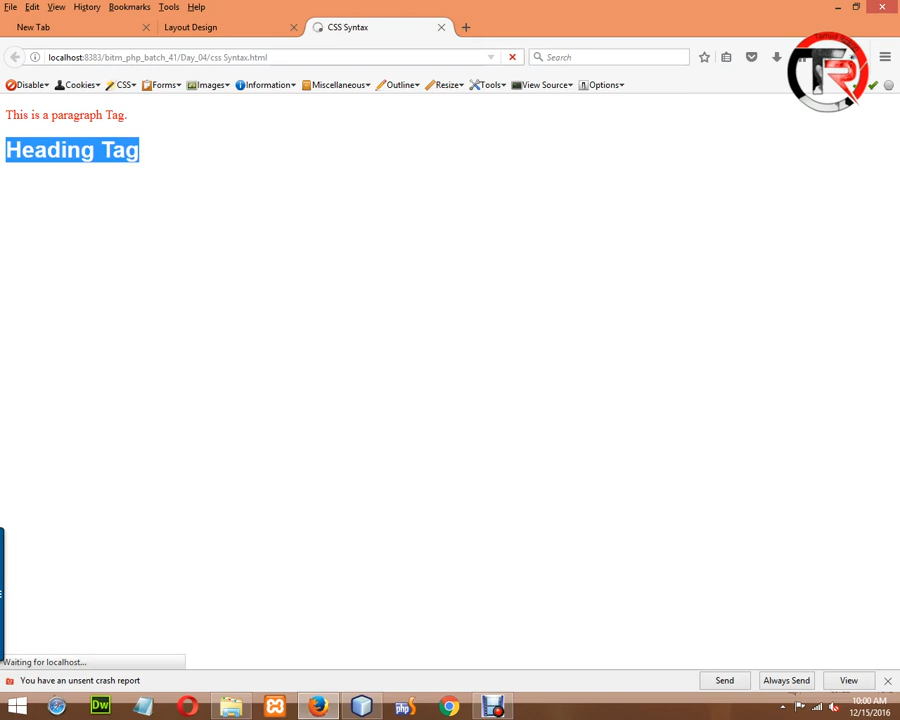 File Edit View History Bookmarks Tools Help
New Tab Layout Design CSS Syntax
localhost:8383/bitm_php_batch_41/Day_04/css Syntax.html Search
Disable Cookies CSS Forms Images Information Miscellaneous Outline Resize Tools View Source Options
This is a paragraph Tag.
Heading Tag
Waiting for localhost...
You have an unsent crash report Send Always Send View
Dw php
10:00 AM
12/15/2016